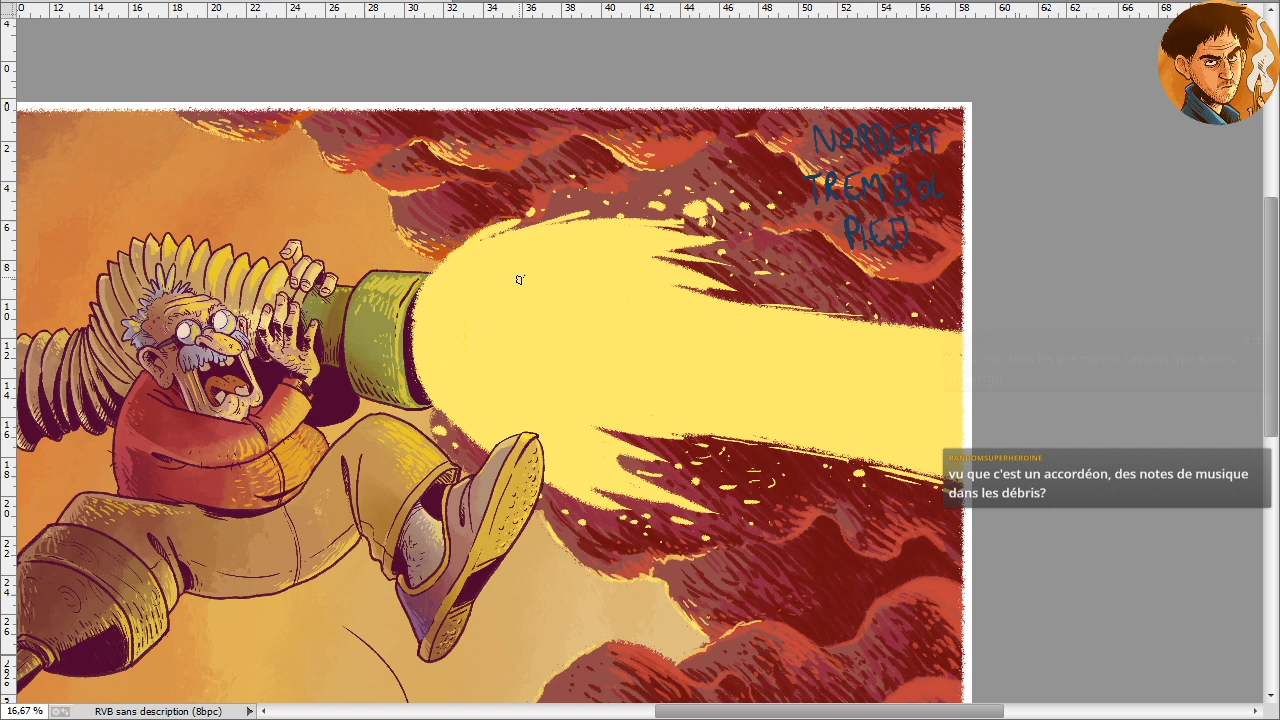 NORBERT
TREMBOL
PIED
RANDOMSUPERHEROINE
vu que c'est un accordéon, des notes de musique
dans les débris?
16,67 % RVB sans description (8bpc)